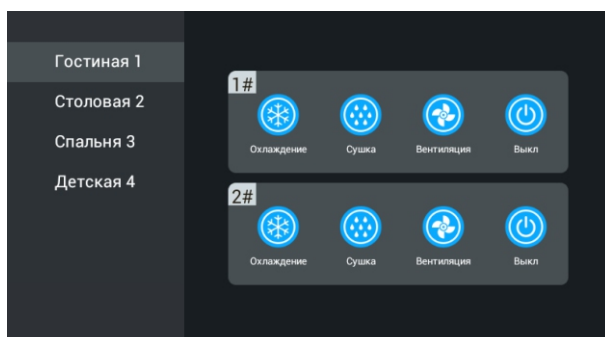 Гостиная 1
Столовая 2
Спальня 3
Детская 4
1#
Охлаждение Сушка Вентиляция Выкл
2#
Охлаждение Сушка Вентиляция Выкл